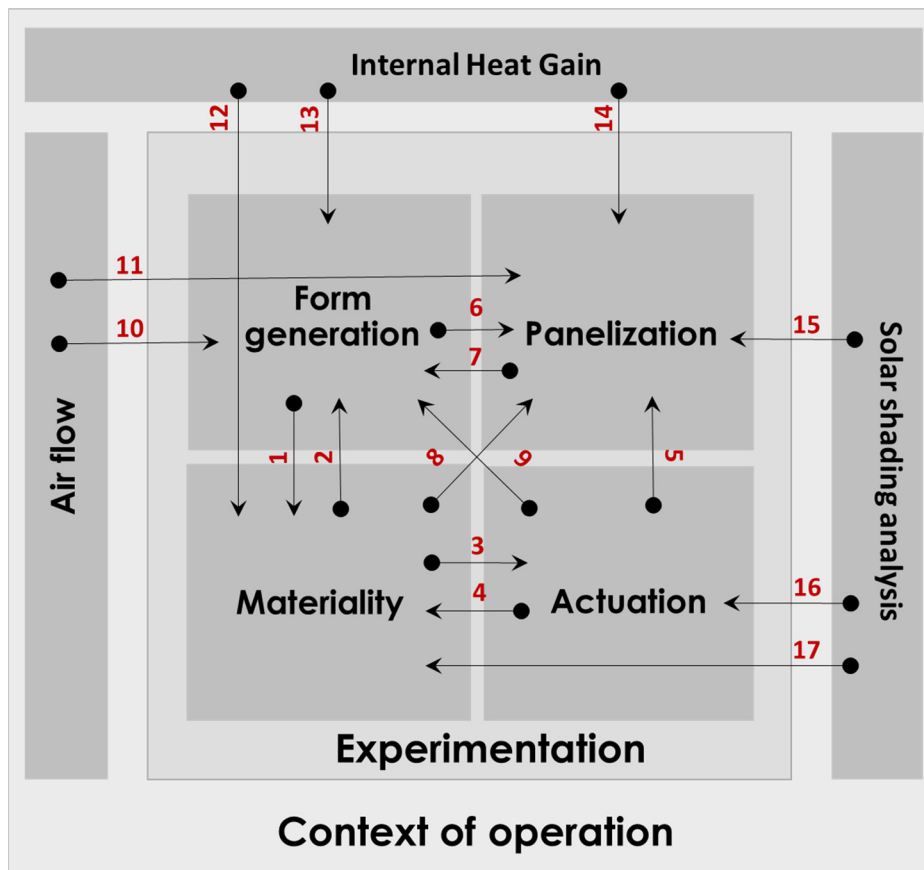 Internal Heat Gain
12
13
14
11
10
Form
generation
6
7
Panelization
15
Air flow
Solar shading analysis
1
2
8
9
5
3
4
Materiality
Actuation
16
17
Experimentation
Context of operation